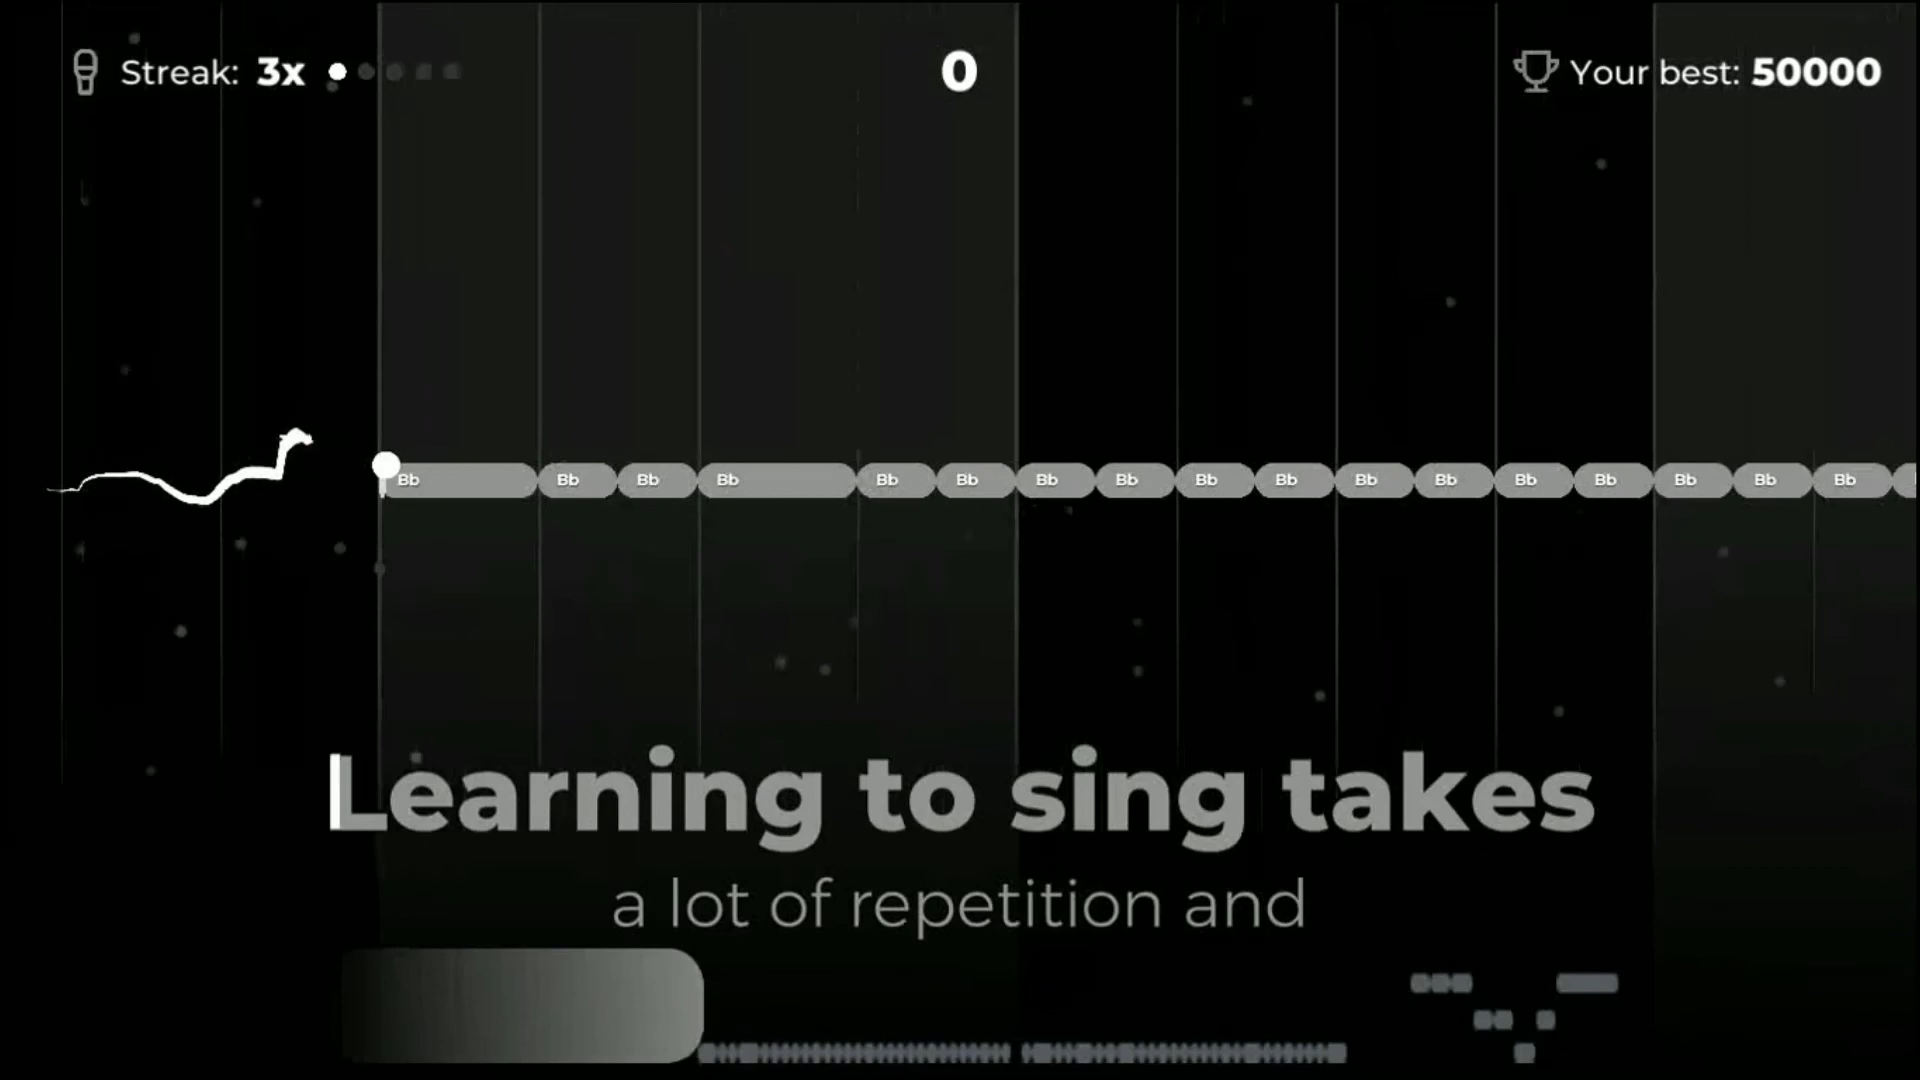 Streak: 3x
0
Your best: 50000
Bb Bb Bb Bb Bb Bb Bb Bb Bb Bb Bb Bb Bb Bb Bb Bb Bb
Learning to sing takes
a lot of repetition and